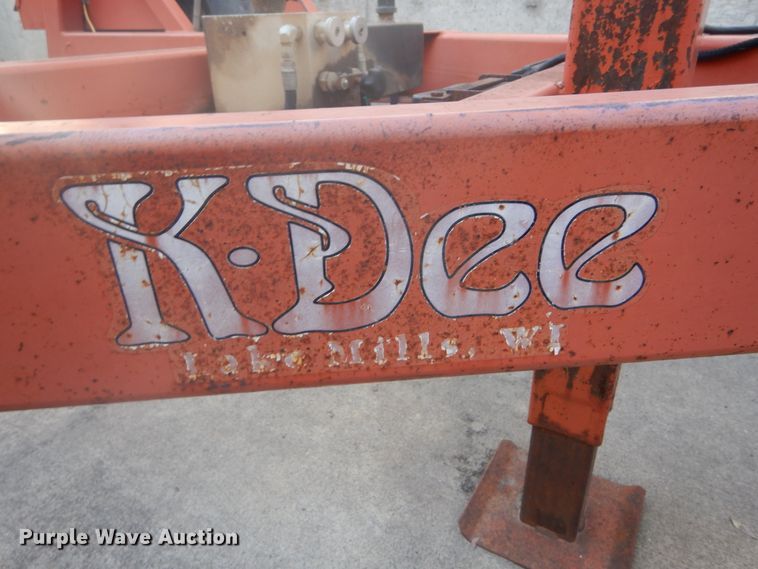 K·Dee
Lake Mills, WI
Purple Wave Auction